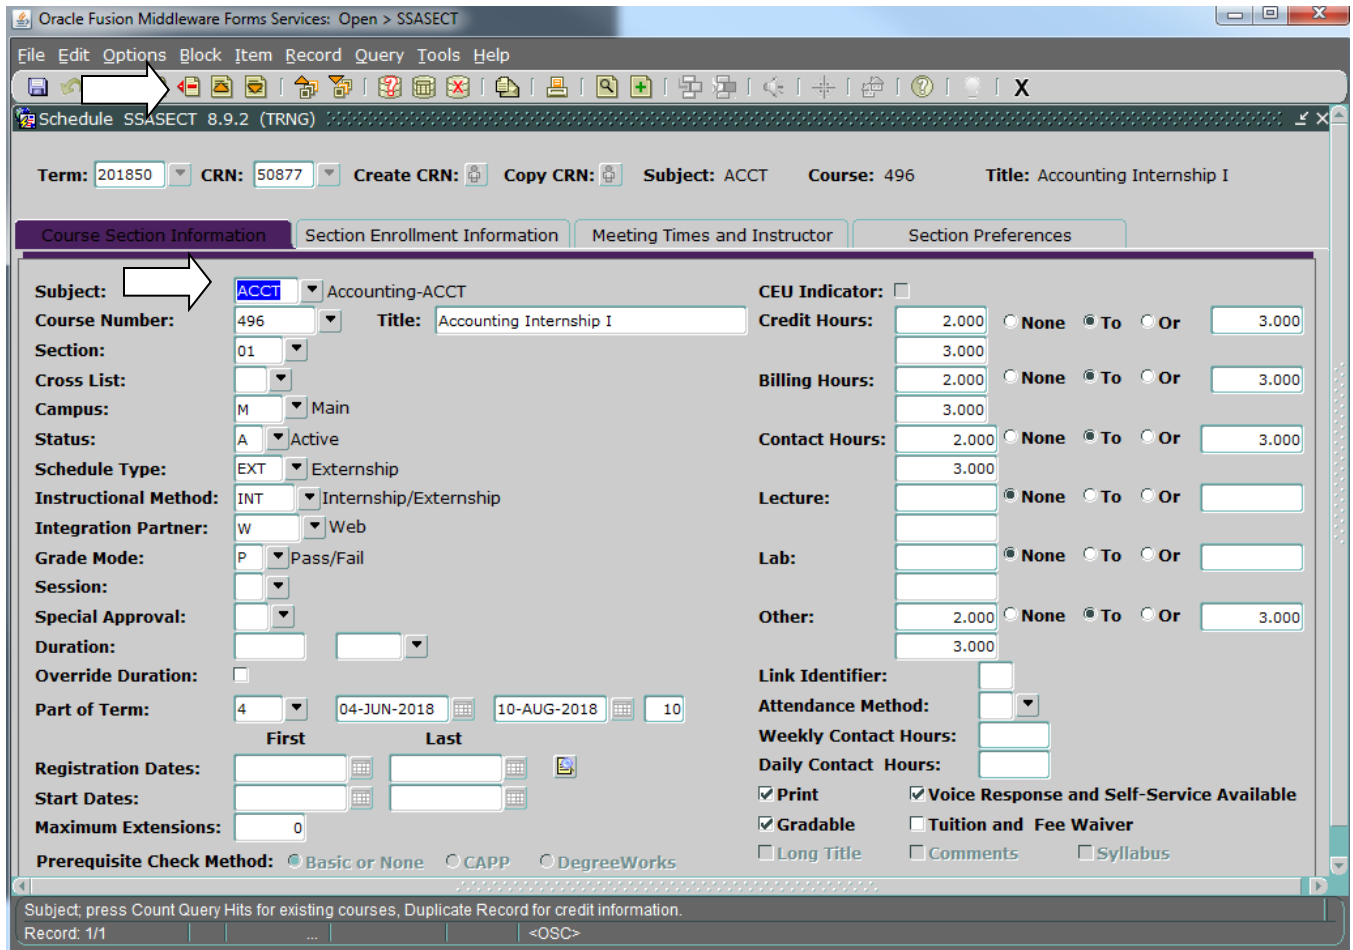 Oracle Fusion Middleware Forms Services: Open > SSASECT
File Edit Options Block Item Record Query Tools Help
X
Schedule SSASECT 8.9.2 (TRNG)
Term: 201850 CRN: 50877 Create CRN: Copy CRN: Subject: ACCT Course: 496 Title: Accounting Internship I
Course Section Information Section Enrollment Information Meeting Times and Instructor Section Preferences
Subject: ACCT Accounting-ACCT CEU Indicator:
Course Number: 496 Title: Accounting Internship I Credit Hours: 2.000 None To Or 3.000
Section: 01 3.000
Cross List: Billing Hours: 2.000 None To Or 3.000
Campus: M Main 3.000
Status: A Active Contact Hours: 2.000 None To Or 3.000
Schedule Type: EXT Externship 3.000
Instructional Method: INT Internship/Externship Lecture: None To Or
Integration Partner: W Web
Grade Mode: P Pass/Fail Lab: None To Or
Session:
Special Approval: Other: 2.000 None To Or 3.000
Duration: 3.000
Override Duration: Link Identifier:
Part of Term: 4 04-JUN-2018 10-AUG-2018 10 Attendance Method:
First Last Weekly Contact Hours:
Registration Dates: Daily Contact Hours:
Start Dates: Print Voice Response and Self-Service Available
Maximum Extensions: 0 Gradable Tuition and Fee Waiver
Prerequisite Check Method: Basic or None CAPP DegreeWorks Long Title Comments Syllabus
Subject; press Count Query Hits for existing courses, Duplicate Record for credit information.
Record: 1/1 ... <OSC>